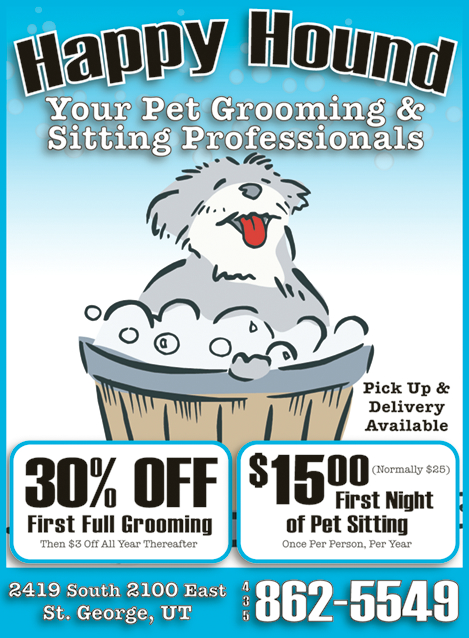 Happy Hound
Your Pet Grooming &
Sitting Professionals
Pick Up &
Delivery
Available
30% OFF
First Full Grooming
Then $3 Off All Year Thereafter
$1500 (Normally $25)
First Night
of Pet Sitting
Once Per Person, Per Year
2419 South 2100 East
St. George, UT
435 862-5549